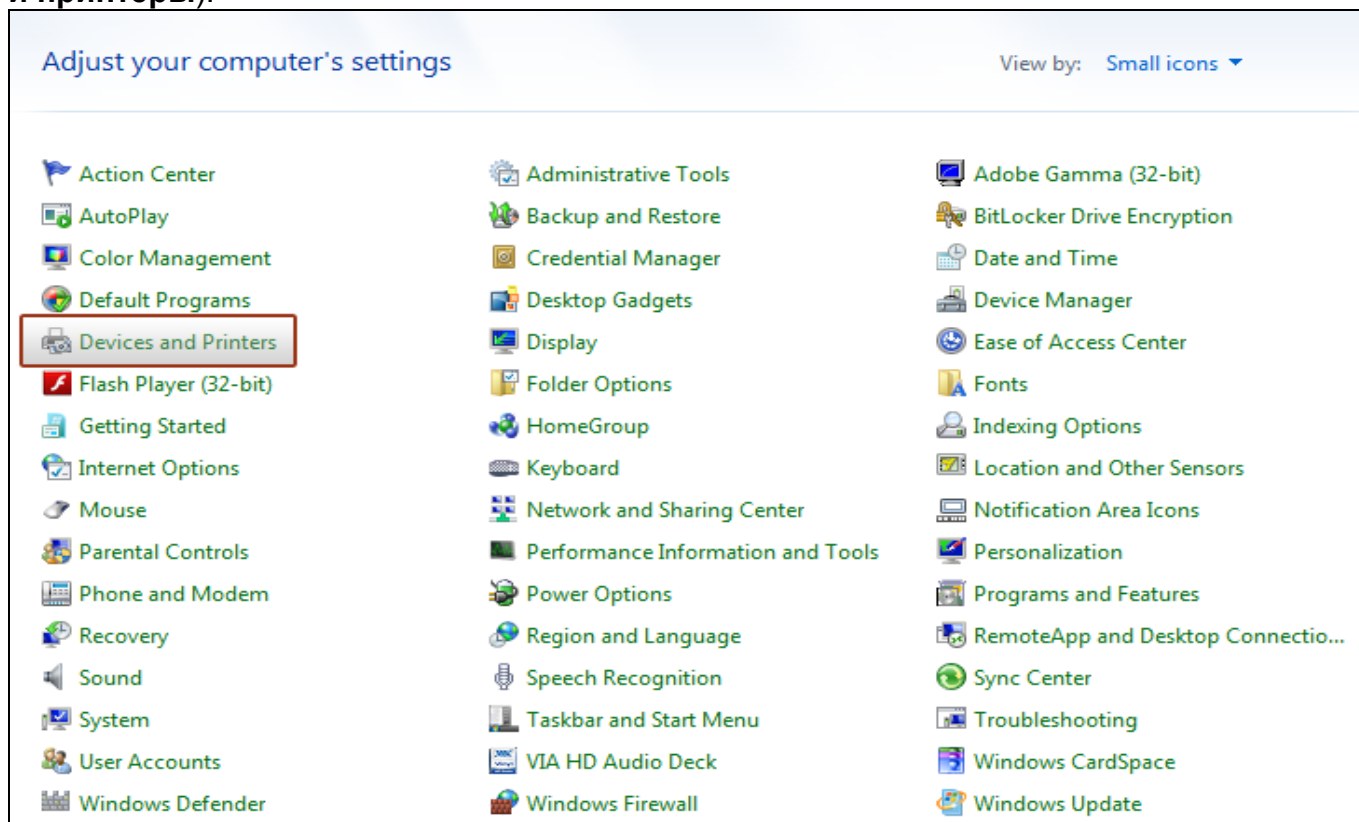 и принтеры).
Adjust your computer's settings
View by: Small icons
Action Center
Administrative Tools
Adobe Gamma (32-bit)
AutoPlay
Backup and Restore
BitLocker Drive Encryption
Color Management
Credential Manager
Date and Time
Default Programs
Desktop Gadgets
Device Manager
Devices and Printers
Display
Ease of Access Center
Flash Player (32-bit)
Folder Options
Fonts
Getting Started
HomeGroup
Indexing Options
Internet Options
Keyboard
Location and Other Sensors
Mouse
Network and Sharing Center
Notification Area Icons
Parental Controls
Performance Information and Tools
Personalization
Phone and Modem
Power Options
Programs and Features
Recovery
Region and Language
RemoteApp and Desktop Connectio...
Sound
Speech Recognition
Sync Center
System
Taskbar and Start Menu
Troubleshooting
User Accounts
VIA HD Audio Deck
Windows CardSpace
Windows Defender
Windows Firewall
Windows Update